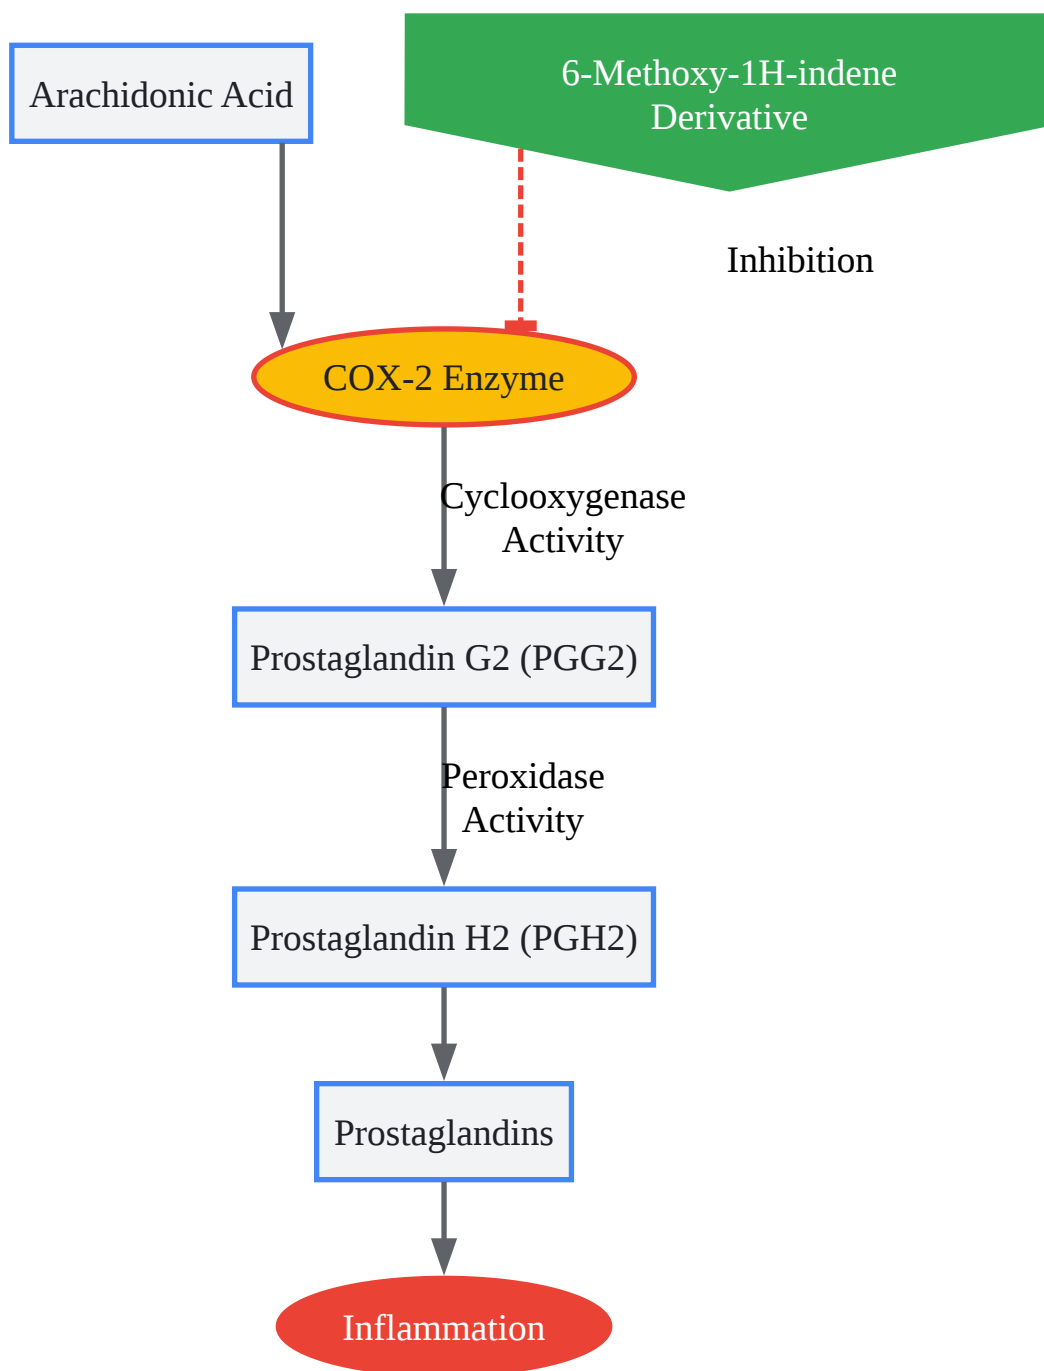 Arachidonic Acid
6-Methoxy-1H-indene
Derivative
Inhibition
COX-2 Enzyme
Cyclooxygenase
Activity
Prostaglandin G2 (PGG2)
Peroxidase
Activity
Prostaglandin H2 (PGH2)
Prostaglandins
Inflammation